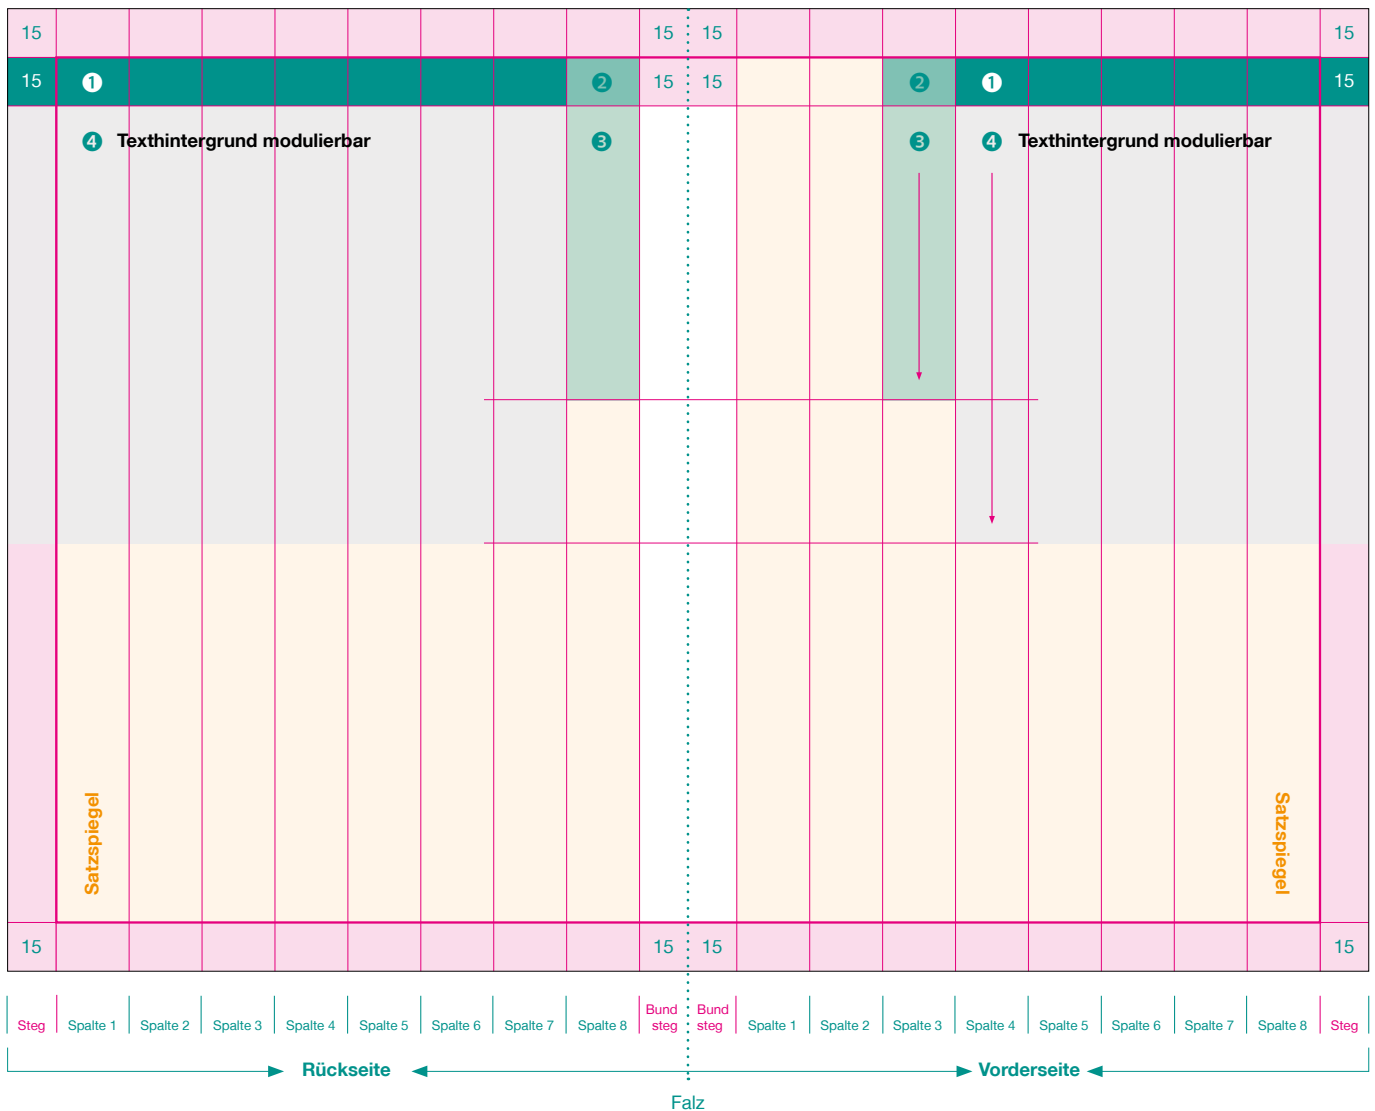 15 15 15 15
15 1 2 15 15 2 1 15
4 Texthintergrund modulierbar 3 3 4 Texthintergrund modulierbar
Satzspiegel Satzspiegel
15 15 15 15
Steg Spalte 1 Spalte 2 Spalte 3 Spalte 4 Spalte 5 Spalte 6 Spalte 7 Spalte 8 Bund steg Bund steg Spalte 1 Spalte 2 Spalte 3 Spalte 4 Spalte 5 Spalte 6 Spalte 7 Spalte 8 Steg
Rückseite Vorderseite
Falz